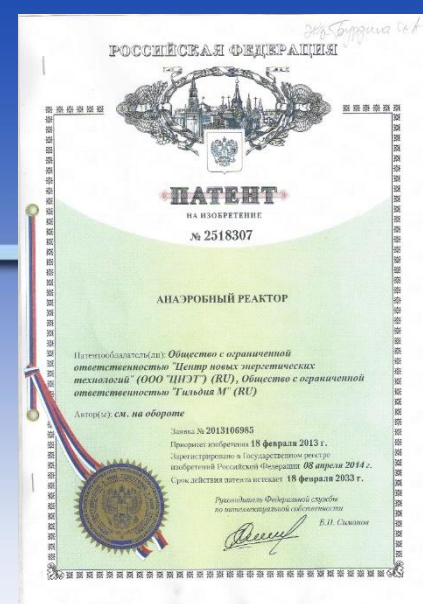 РОССИЙСКАЯ ФЕДЕРАЦИЯ
ПАТЕНТ
НА ИЗОБРЕТЕНИЕ
№ 2518307
АНАЭРОБНЫЙ РЕАКТОР
Патентообладатель(ли): Общество с ограниченной
ответственностью "Центр новых энергетических
технологий" (ООО "ЦНЭТ") (RU), Общество с ограниченной
ответственностью "Гильдия М" (RU)
Автор(ы): см. на обороте
Заявка № 2013106985
Приоритет изобретения 18 февраля 2013 г.
Зарегистрировано в Государственном реестре
изобретений Российской Федерации 08 апреля 2014 г.
Срок действия патента истекает 18 февраля 2033 г.
Руководитель Федеральной службы
по интеллектуальной собственности
Б.П. Симонов